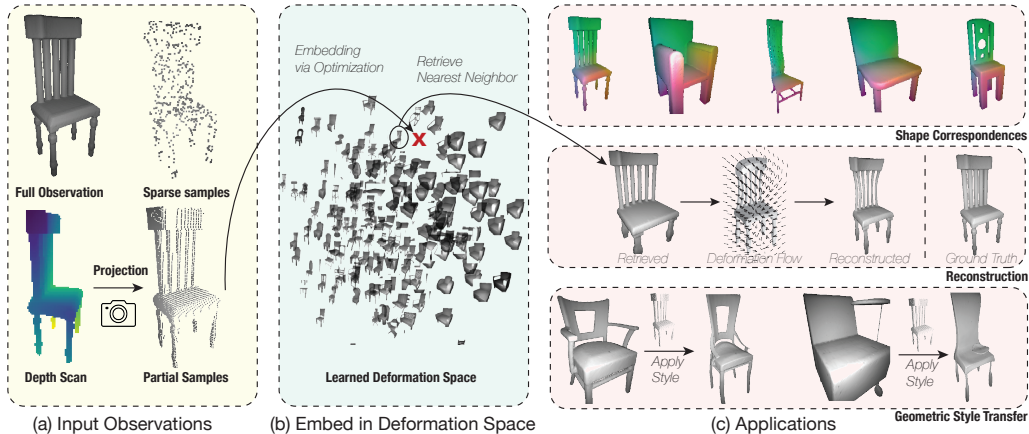 Full Observation
Sparse samples
Projection
Depth Scan
Partial Samples
(a) Input Observations
Embedding
via Optimization
Retrieve
Nearest Neighbor
X
Learned Deformation Space
(b) Embed in Deformation Space
Shape Correspondences
Retrieved
Deformation Flow
Reconstructed
Ground Truth
Reconstruction
Apply
Style
Apply
Style
Geometric Style Transfer
(c) Applications